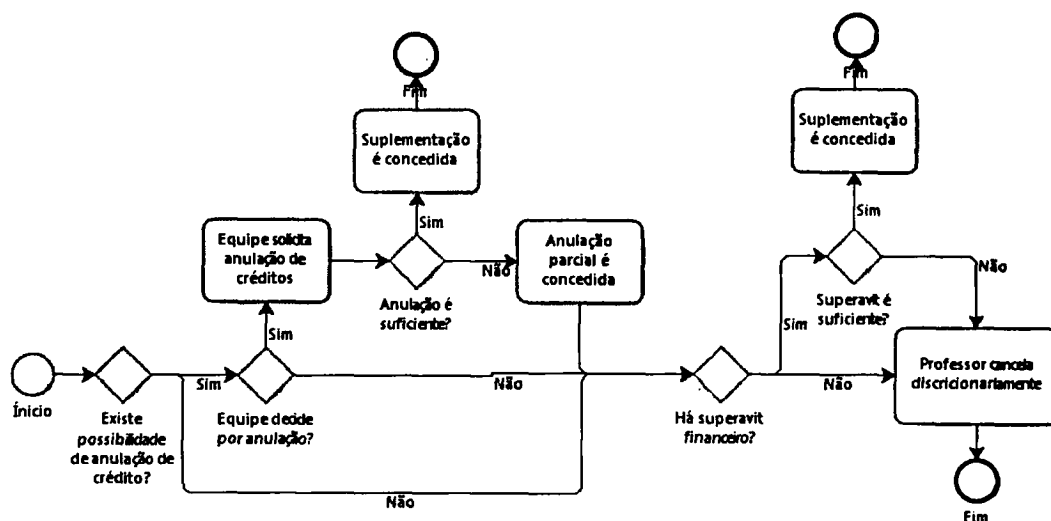 Fim
Suplementação
é concedida
Sim
Equipe solicita
anulação de
créditos
Anulação é
suficiente?
Não
Anulação
parcial é
concedida
Fim
Suplementação
é concedida
Sim
Superavit é
suficiente?
Não
Sim
Ínicio
Existe
possibilidade
de anulação de
crédito?
Sim
Sim
Equipe decide
por anulação?
Não
Não
Há superavit
financeiro?
Não
Professor cancela
discricionariamente
Fim